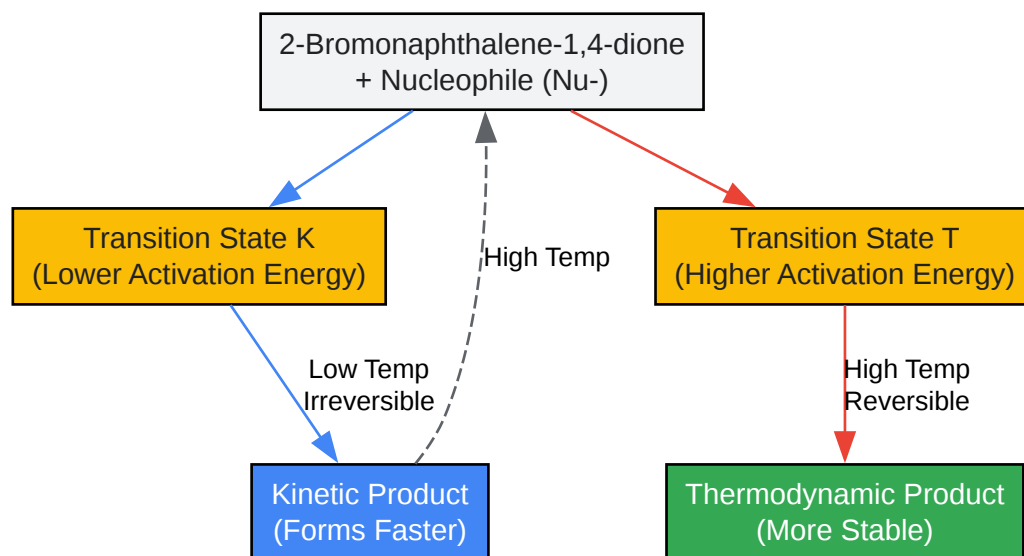 2-Bromonaphthalene-1,4-dione
+ Nucleophile (Nu-)
Transition State K
(Lower Activation Energy)
High Temp
Transition State T
(Higher Activation Energy)
Low Temp
Irreversible
High Temp
Reversible
Kinetic Product
(Forms Faster)
Thermodynamic Product
(More Stable)